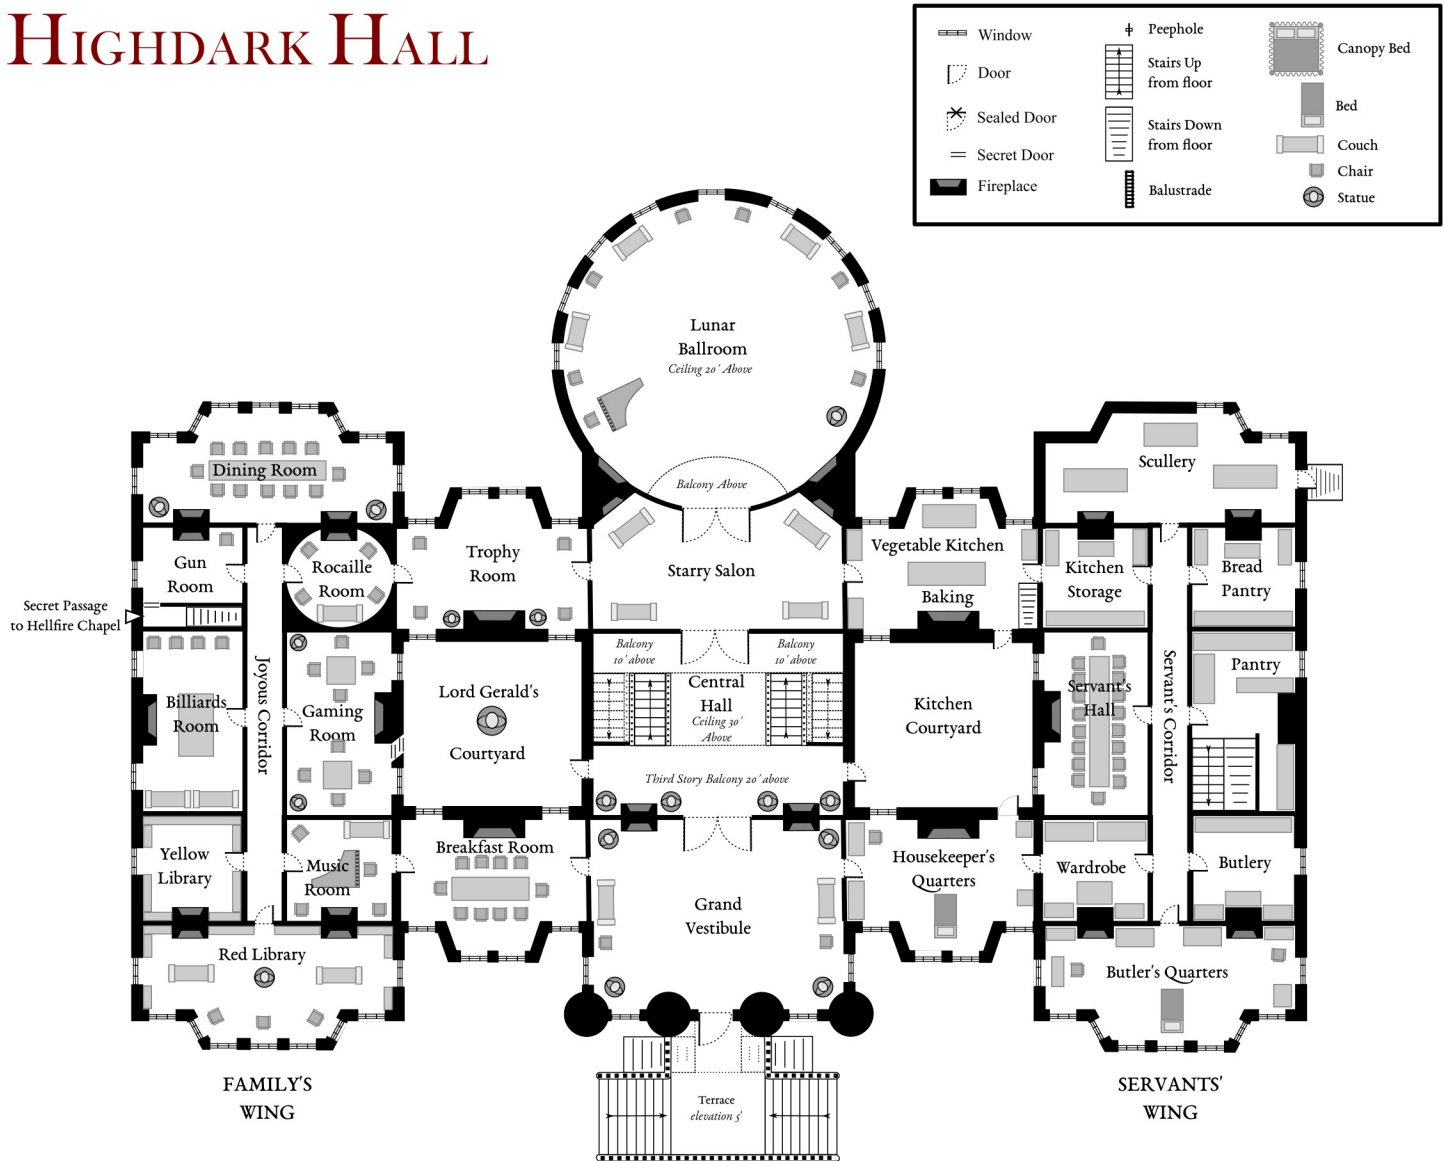 HIGHDARK HALL
Window
Door
Sealed Door
Secret Door
Fireplace
Peephole
Stairs Up
from floor
Stairs Down
from floor
Balustrade
Canopy Bed
Bed
Couch
Chair
Statue
Lunar
Ballroom
Ceiling 20' Above
Balcony Above
Dining Room
Scullery
Gun
Room
Rocaille
Room
Trophy
Room
Starry Salon
Vegetable Kitchen
Baking
Kitchen
Storage
Bread
Pantry
Secret Passage
to Hellfire Chapel
Balcony
10' above
Balcony
10' above
Joyous Corridor
Billiards
Room
Gaming
Room
Lord Gerald's
Courtyard
Central
Hall
Ceiling 30'
Above
Kitchen
Courtyard
Servant's
Hall
Servant's Corridor
Pantry
Third Story Balcony 20' above
Yellow
Library
Music
Room
Breakfast Room
Grand
Vestibule
Housekeeper's
Quarters
Wardrobe
Butlery
Red Library
Butler's Quarters
FAMILY'S
WING
Terrace
elevation 5'
SERVANTS'
WING